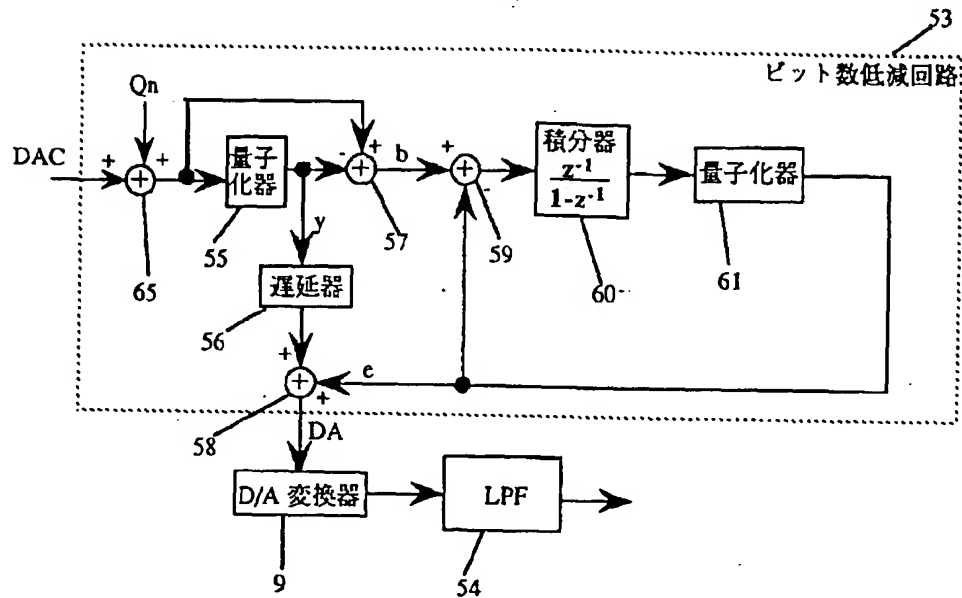 53
ビット数低減回路
Qn
DAC
+
+
+
量子
化器
-
+
+
b
+
+
-
積分器
z⁻¹
1-z⁻¹
量子化器
y
55
57
59
65
60
61
遅延器
56
+
+
+
e
58
DA
D/A 変換器
LPF
9
54